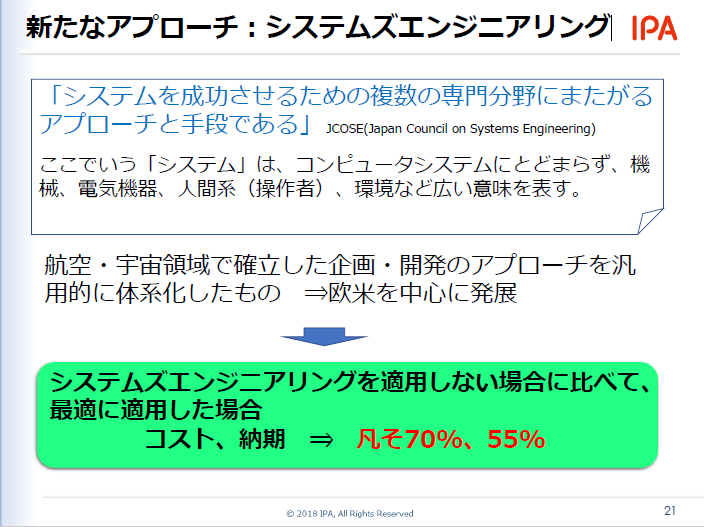 新たなアプローチ：システムズエンジニアリング
IPA
「システムを成功させるための複数の専門分野にまたがる
アプローチと手段である」 JCOSE(Japan Council on Systems Engineering)
ここでいう「システム」は、コンピュータシステムにとどまらず、機
械、電気機器、人間系（操作者）、環境など広い意味を表す。
航空・宇宙領域で確立した企画・開発のアプローチを汎
用的に体系化したもの　⇒欧米を中心に発展
システムズエンジニアリングを適用しない場合に比べて、
最適に適用した場合
コスト、納期　⇒　凡そ70%、55%
© 2018 IPA, All Rights Reserved
21